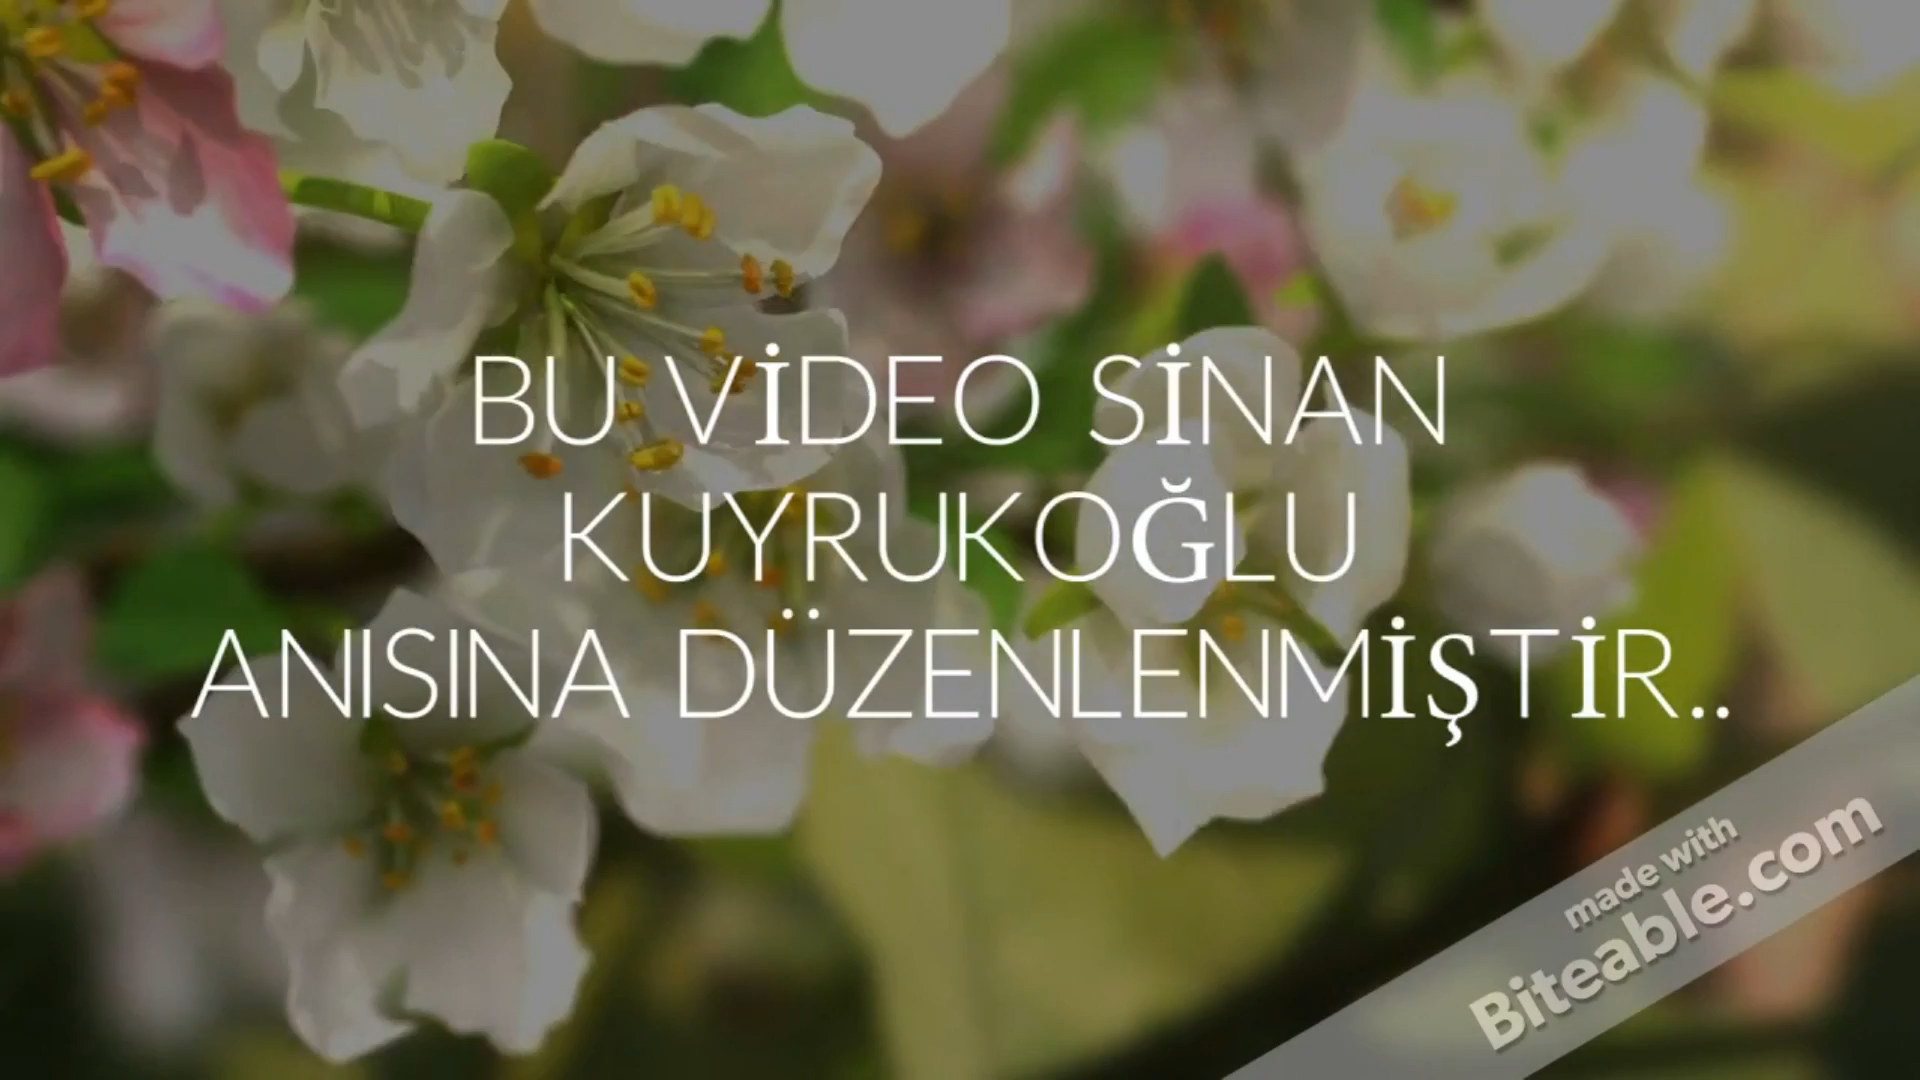 BU VİDEO SİNAN
KUYRUKOĞLU
ANISINA DÜZENLENMİŞTİR..
made with
Biteable.com